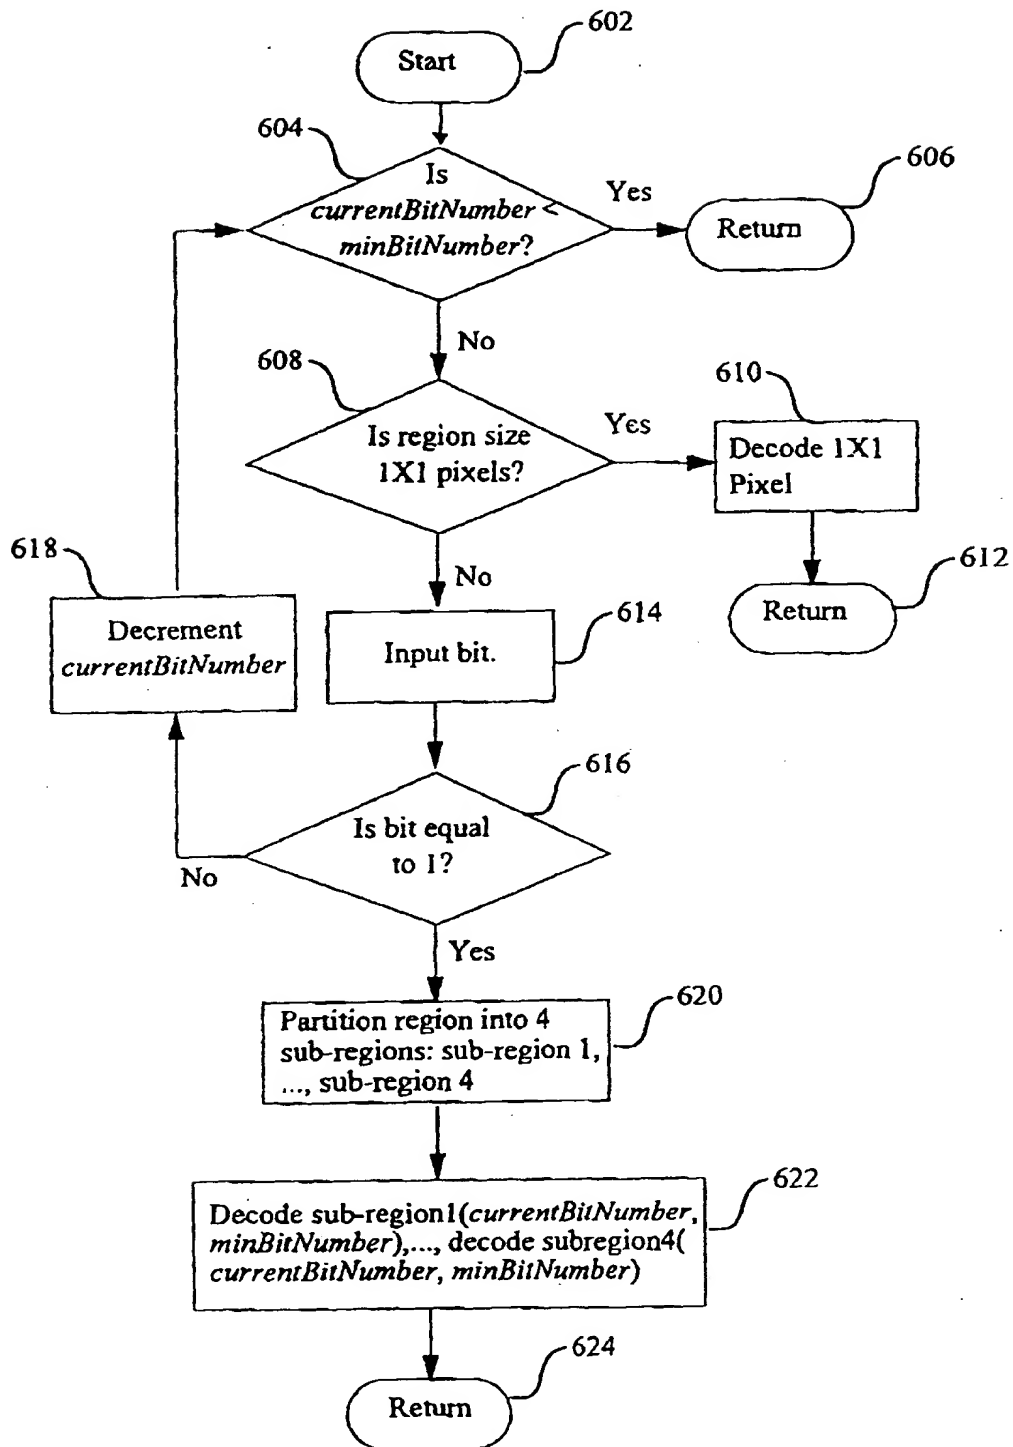 602
Start
604
Is
currentBitNumber <
minBitNumber?
Yes
606
Return
No
608
Is region size
1X1 pixels?
Yes
610
Decode 1X1
Pixel
612
Return
No
618
Decrement
currentBitNumber
614
Input bit.
616
Is bit equal
to 1?
No
Yes
620
Partition region into 4
sub-regions: sub-region 1,
..., sub-region 4
622
Decode sub-region1(currentBitNumber,
minBitNumber),..., decode subregion4(
currentBitNumber, minBitNumber)
624
Return